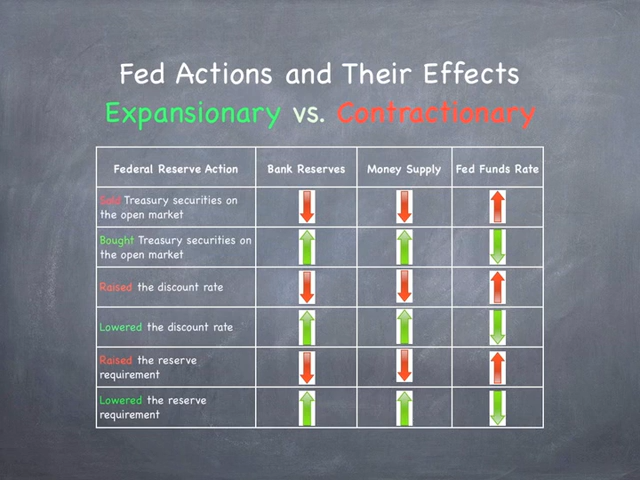 Fed Actions and Their Effects
Expansionary vs. Contractionary
Federal Reserve Action Bank Reserves Money Supply Fed Funds Rate
Sold Treasury securities on
the open market
Bought Treasury securities on
the open market
Raised the discount rate
Lowered the discount rate
Raised the reserve
requirement
Lowered the reserve
requirement